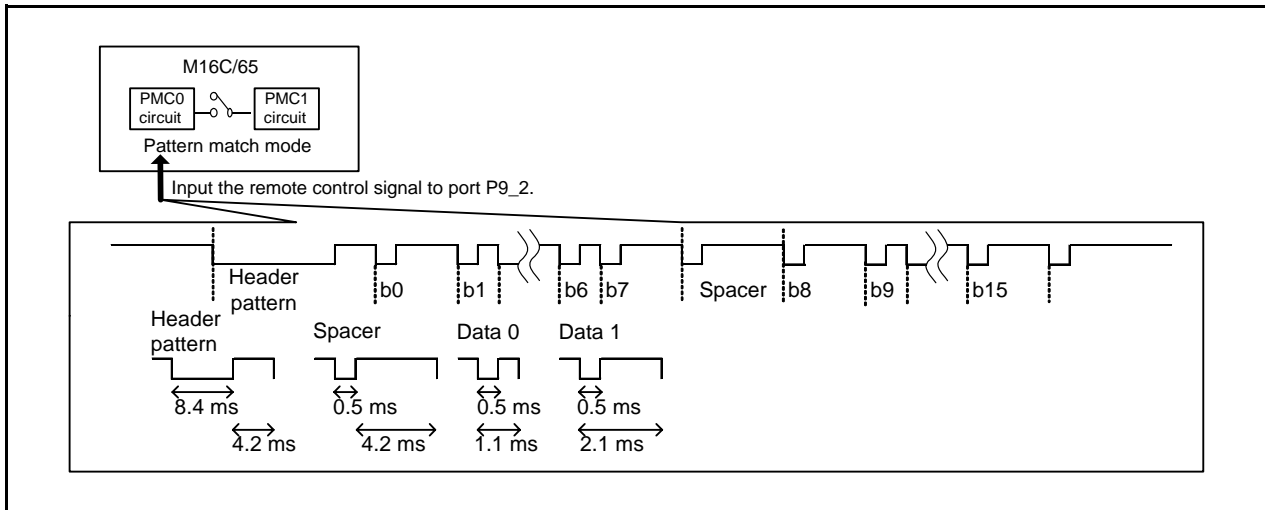 M16C/65
PMC0
circuit
PMC1
circuit
Pattern match mode
Input the remote control signal to port P9_2.
Header
pattern
b0
b1
b6
b7
Spacer
b8
b9
b15
Header
pattern
Spacer
Data 0
Data 1
8.4 ms
0.5 ms
0.5 ms
0.5 ms
4.2 ms
4.2 ms
1.1 ms
2.1 ms